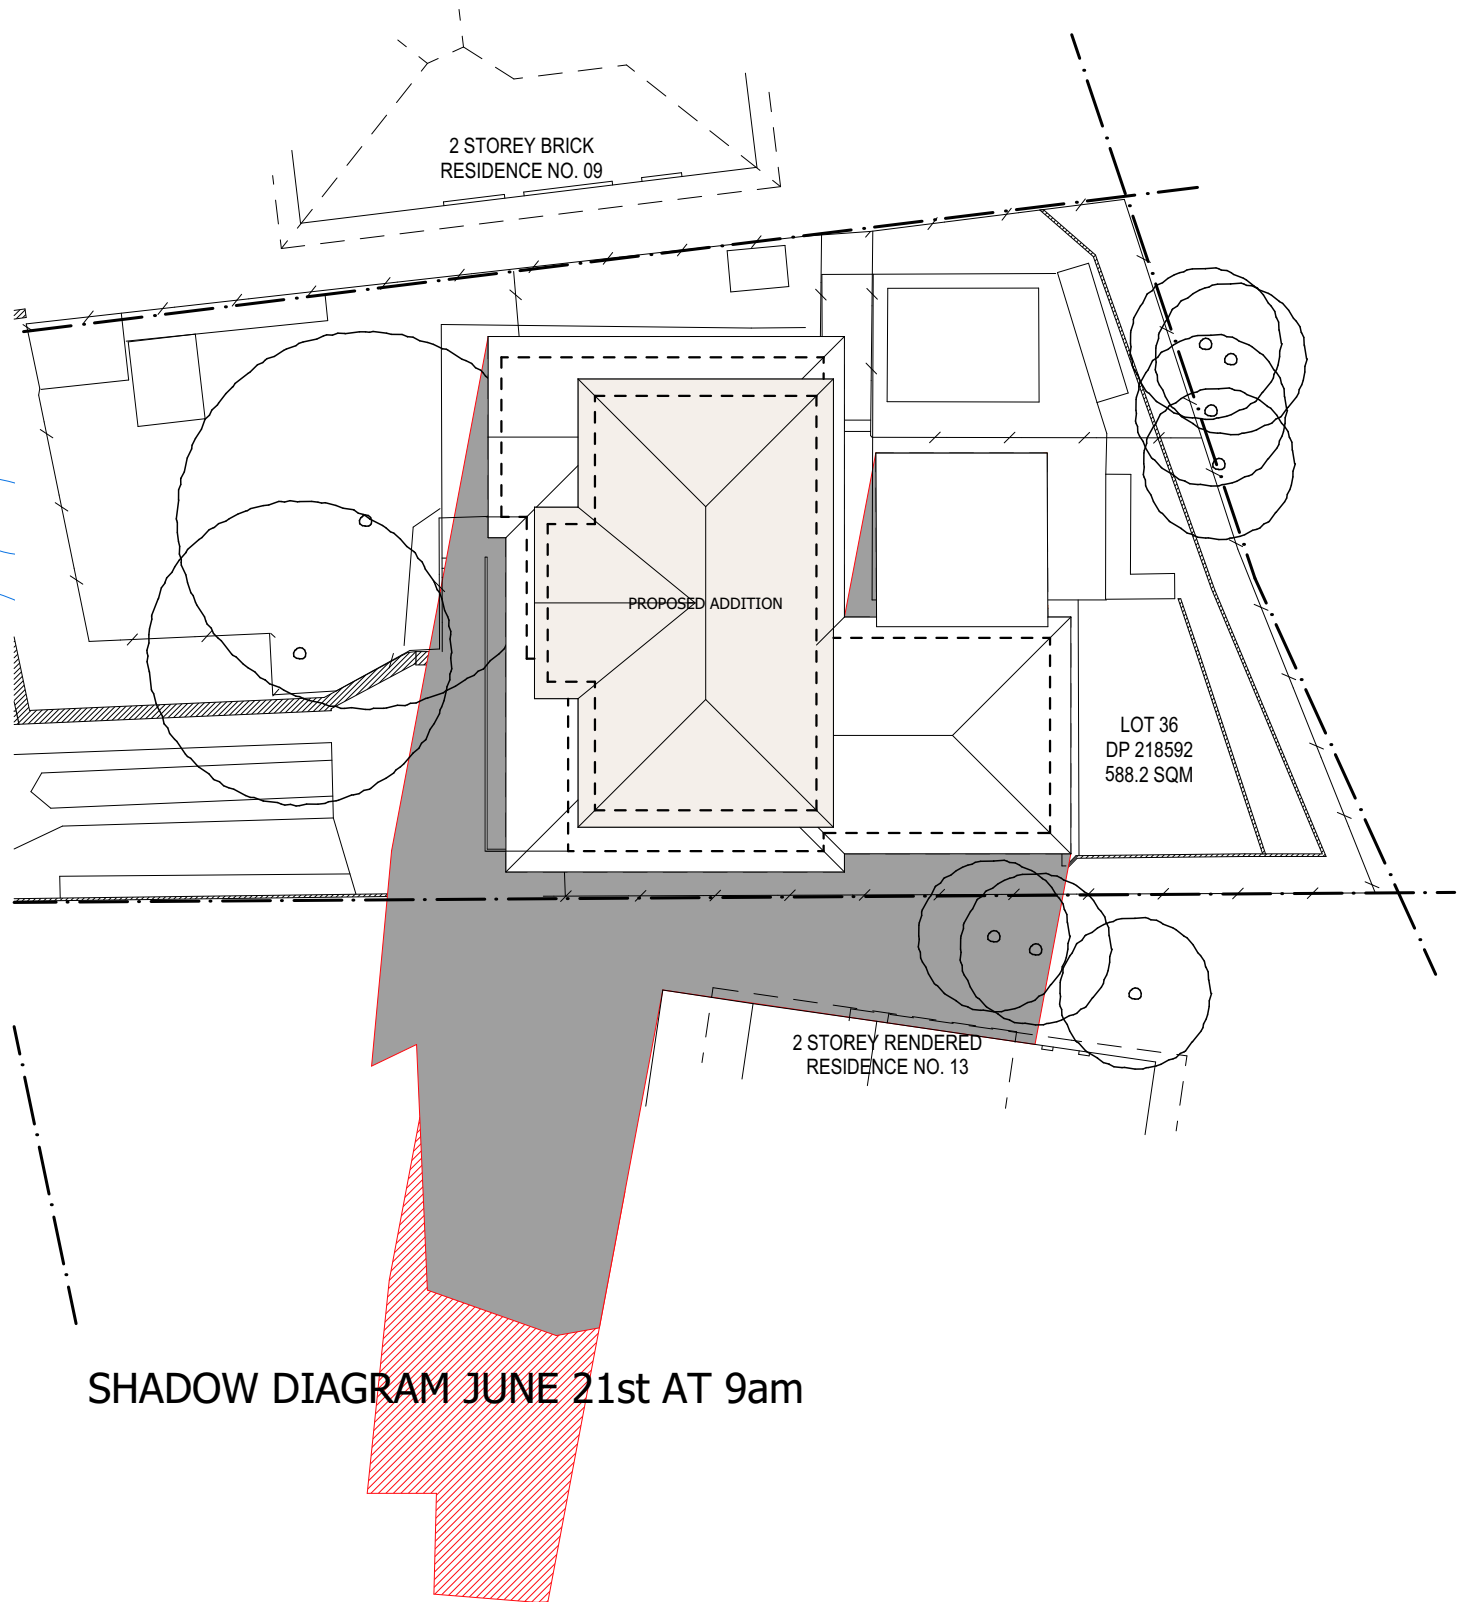 2 STOREY BRICK
RESIDENCE NO. 09
PROPOSED ADDITION
LOT 36
DP 218592
588.2 SQM
2 STOREY RENDERED
RESIDENCE NO. 13
SHADOW DIAGRAM JUNE 21st AT 9am